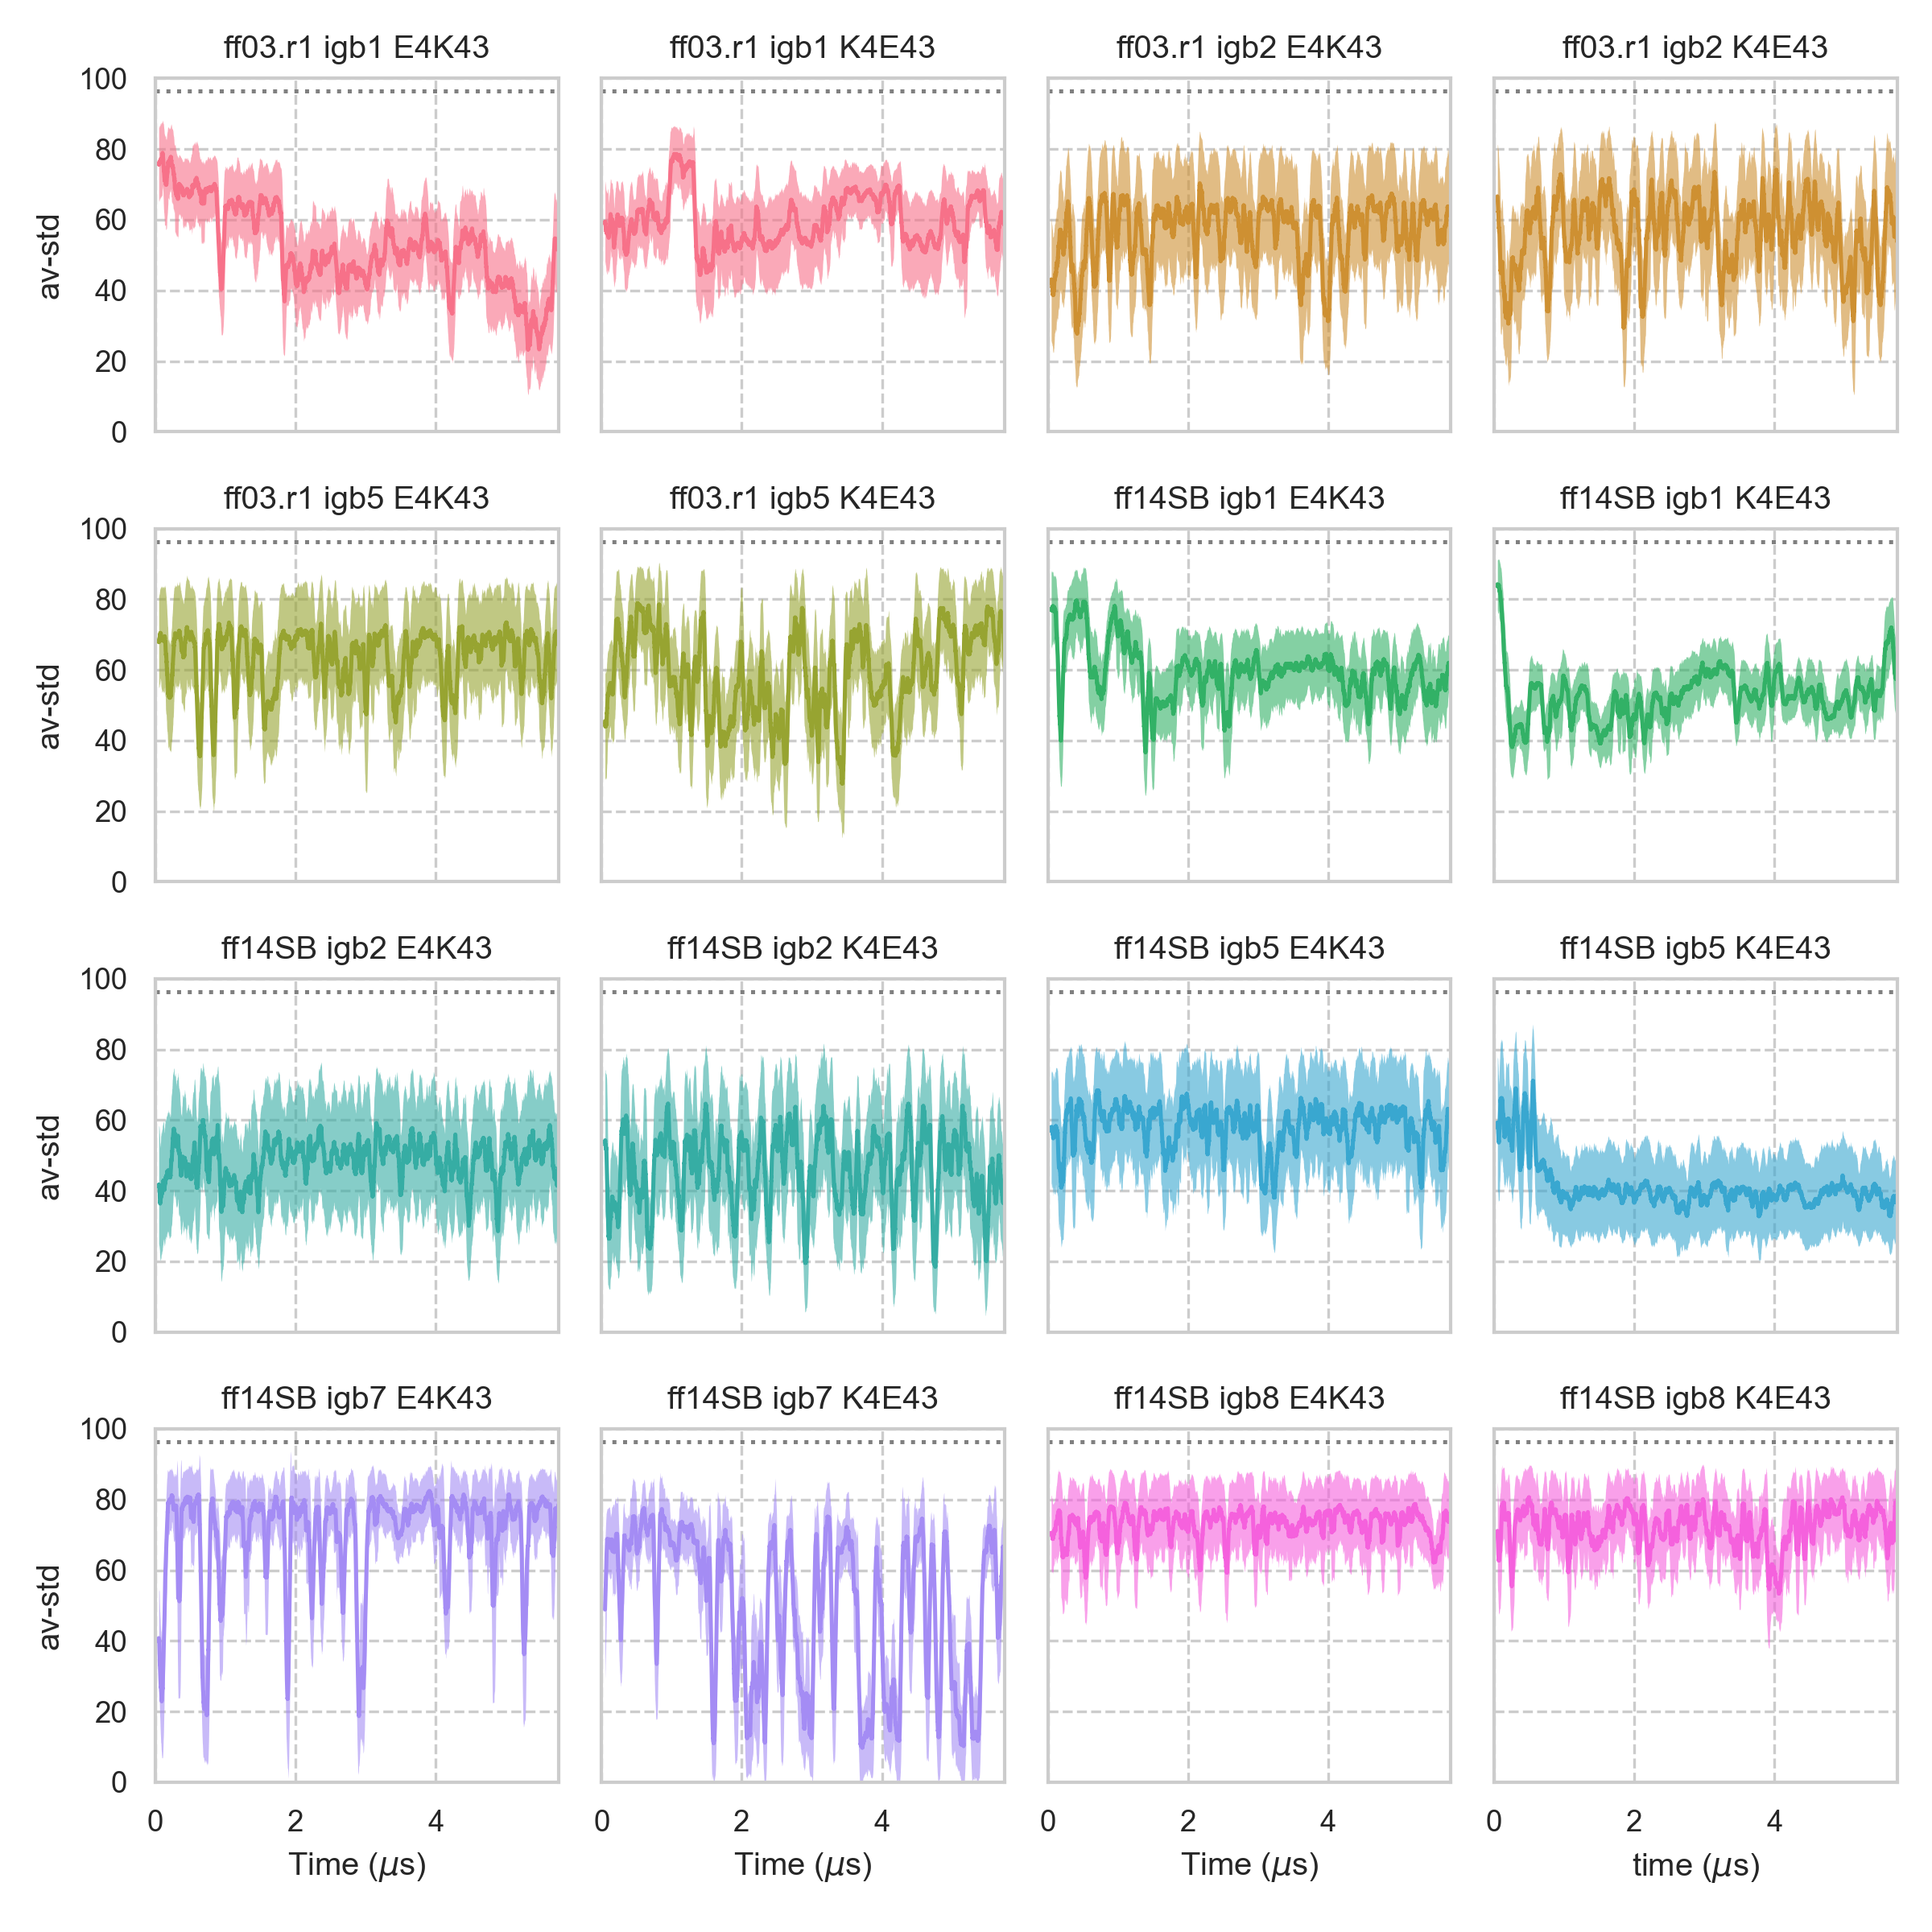 ff03.r1 igb1 E4K43
ff03.r1 igb1 K4E43
ff03.r1 igb2 E4K43
ff03.r1 igb2 K4E43
100
80
60
40
20
0
av-std
ff03.r1 igb5 E4K43
ff03.r1 igb5 K4E43
ff14SB igb1 E4K43
ff14SB igb1 K4E43
100
80
60
40
20
0
av-std
ff14SB igb2 E4K43
ff14SB igb2 K4E43
ff14SB igb5 E4K43
ff14SB igb5 K4E43
100
80
60
40
20
0
av-std
ff14SB igb7 E4K43
ff14SB igb7 K4E43
ff14SB igb8 E4K43
ff14SB igb8 K4E43
100
80
60
40
20
0
av-std
0 2 4
0 2 4
0 2 4
0 2 4
Time (μs)
Time (μs)
Time (μs)
time (μs)